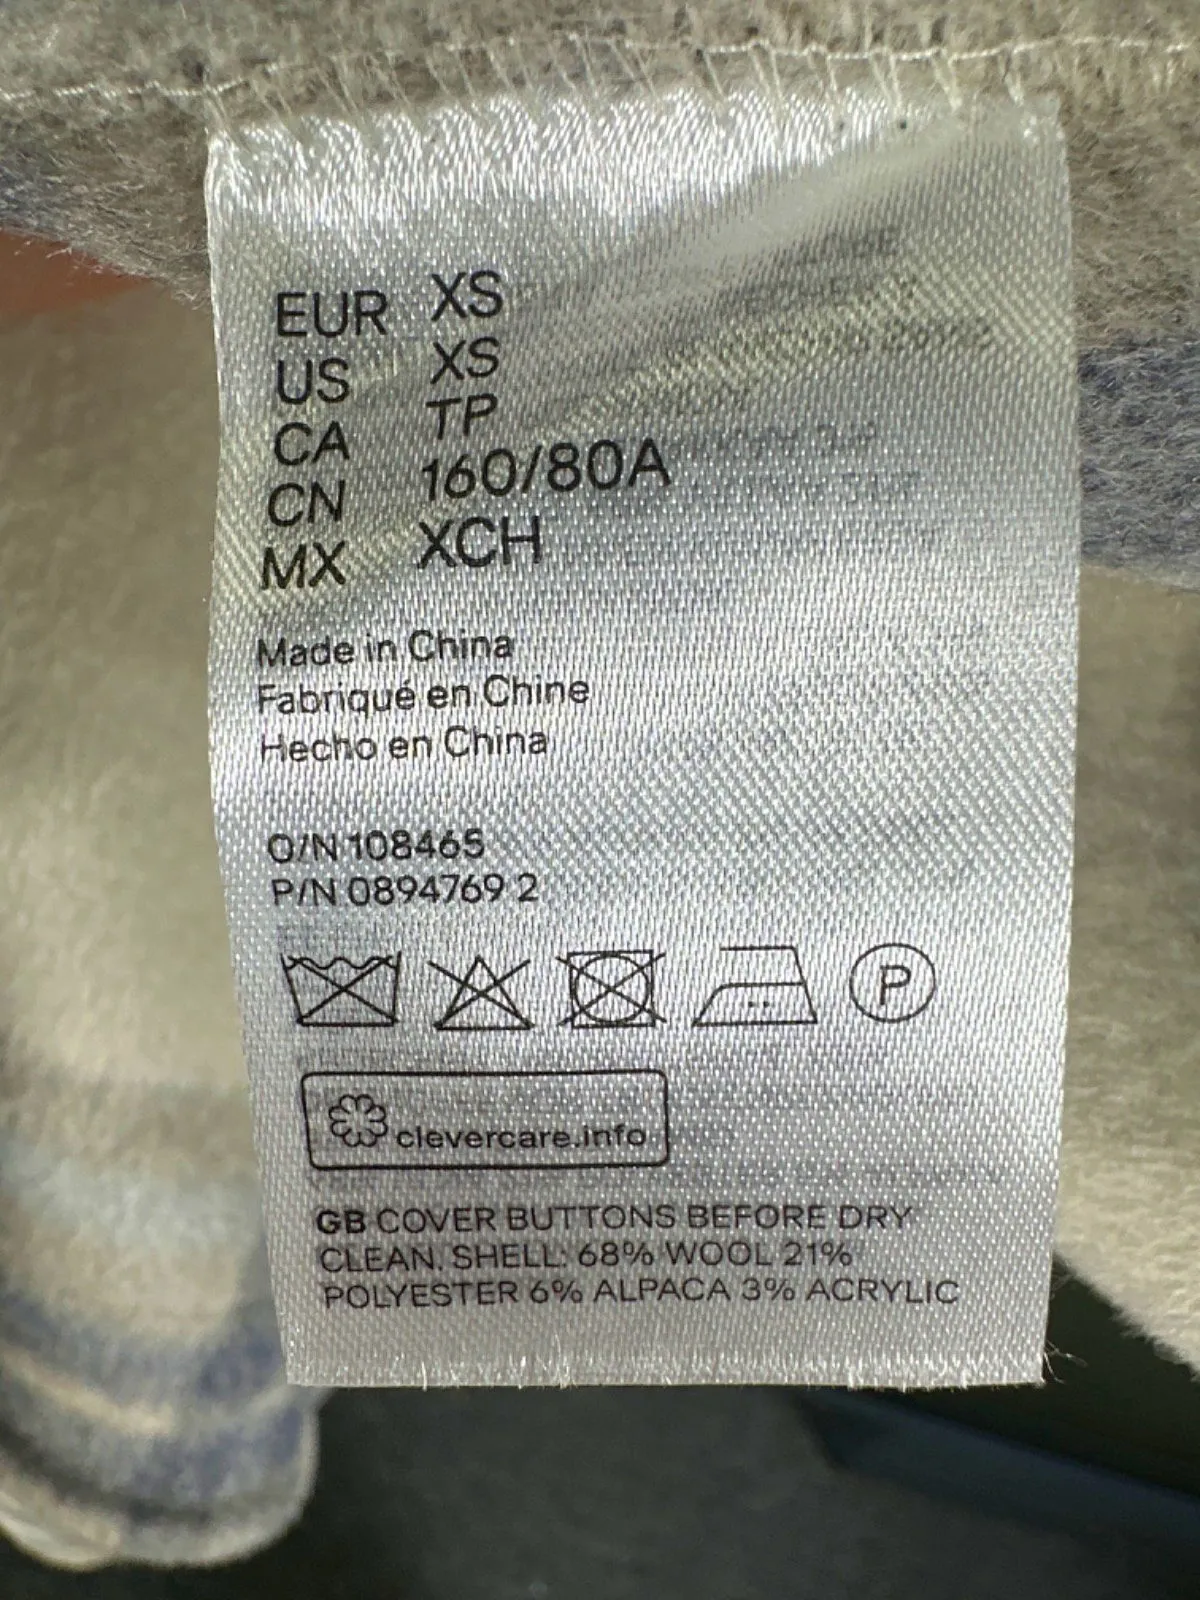 EUR XS
US XS
CA TP
CN 160/80A
MX XCH
Made in China
Fabriqué en Chine
Hecho en China
O/N 108465
P/N 0894769 2
P
clevercare.info
GB COVER BUTTONS BEFORE DRY
CLEAN. SHELL: 68% WOOL 21%
POLYESTER 6% ALPACA 3% ACRYLIC